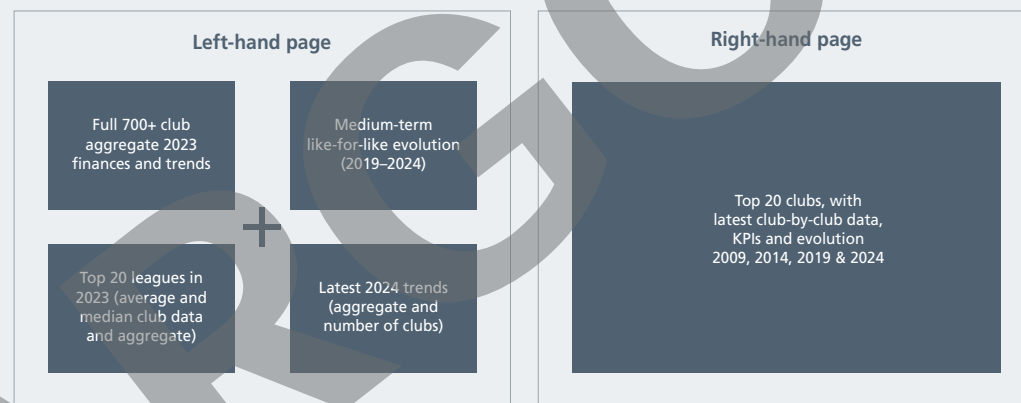 Left-hand page
Full 700+ club
aggregate 2023
finances and trends
Medium-term
like-for-like evolution
(2019–2024)
+
Top 20 leagues in
2023 (average and
median club data
and aggregate)
Latest 2024 trends
(aggregate and
number of clubs)
Right-hand page
Top 20 clubs, with
latest club-by-club data,
KPIs and evolution
2009, 2014, 2019 & 2024